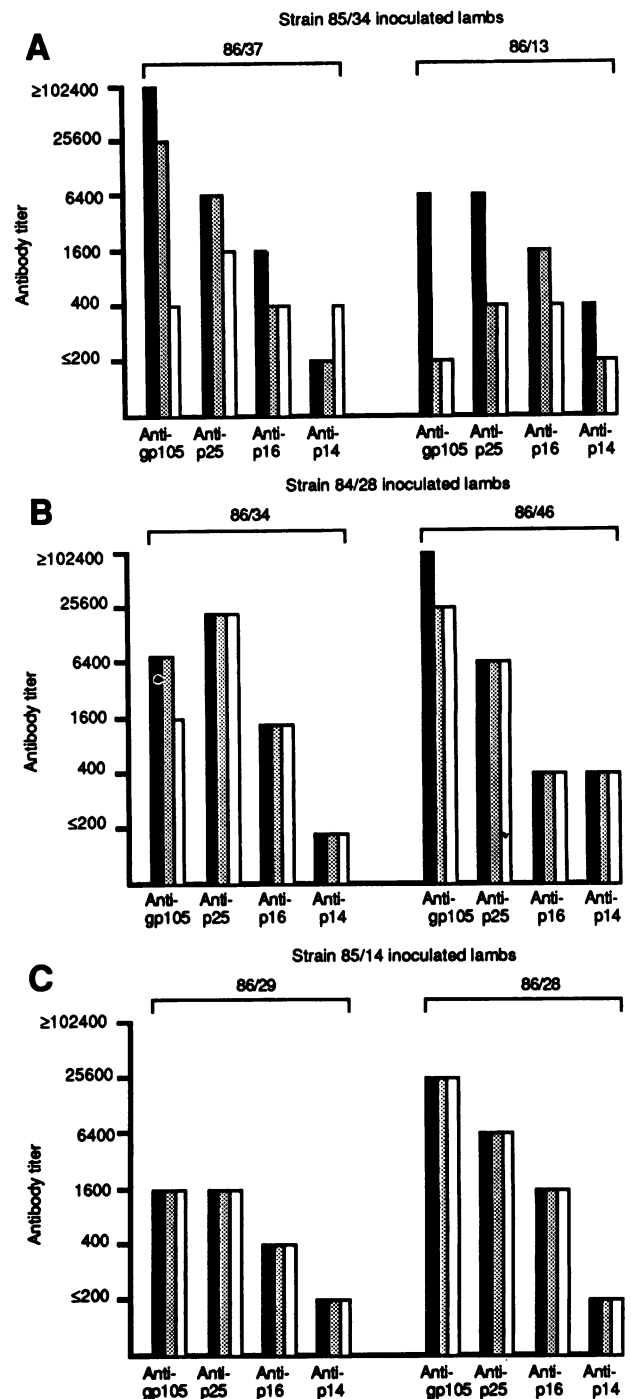 Strain 85/34 inoculated lambs
A
86/37 86/13
≥102400
25600
6400
1600
400
≤200
Antibody titer
Anti- Anti- Anti- Anti- Anti- Anti- Anti- Anti-
gp105 p25 p16 p14 gp105 p25 p16 p14
Strain 84/28 inoculated lambs
B
86/34 86/46
≥102400
25600
6400
1600
400
≤200
Antibody titer
Anti- Anti- Anti- Anti- Anti- Anti- Anti- Anti-
gp105 p25 p16 p14 gp105 p25 p16 p14
Strain 85/14 inoculated lambs
C
86/29 86/28
≥102400
25600
6400
1600
400
≤200
Antibody titer
Anti- Anti- Anti- Anti- Anti- Anti- Anti- Anti-
gp105 p25 p16 p14 gp105 p25 p16 p14